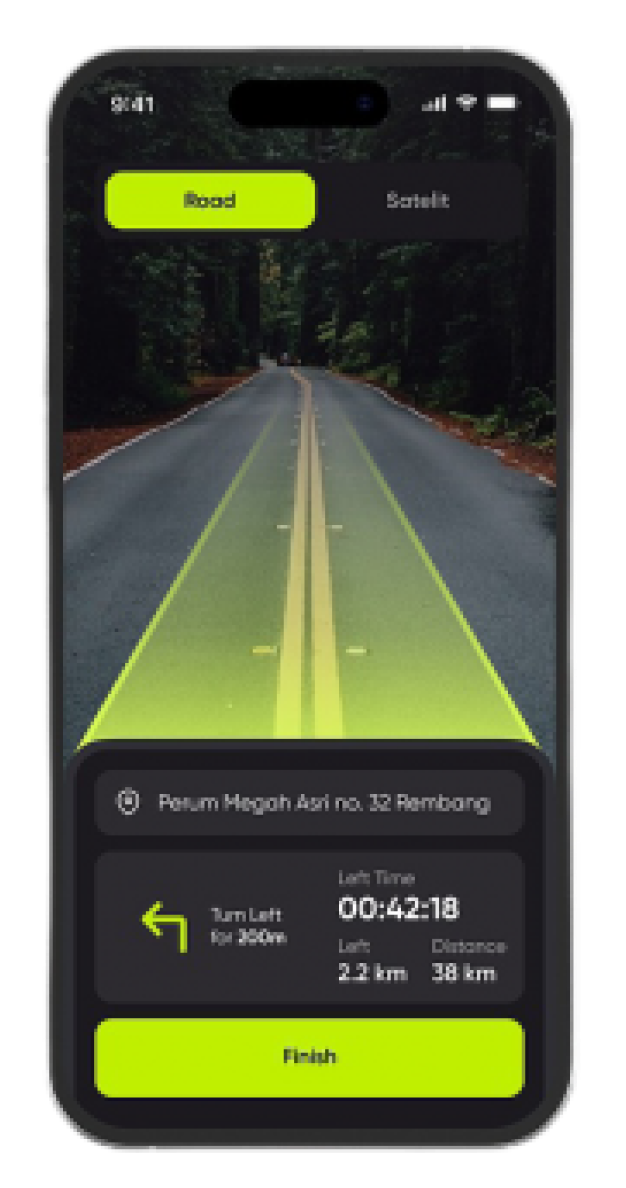 9:41
Road
Satelit
Perum Megah Asri no. 32 Rembang
Left Time
00:42:18
Turn Left
for 200m
Left
Distance
2.2 km
38 km
Finish